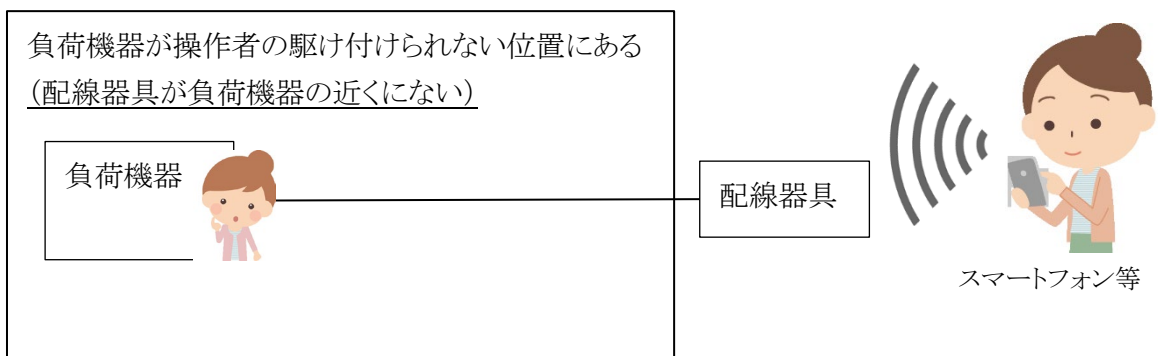 負荷機器が操作者の駆け付けられない位置にある
（配線器具が負荷機器の近くにない）
負荷機器
配線器具
スマートフォン等